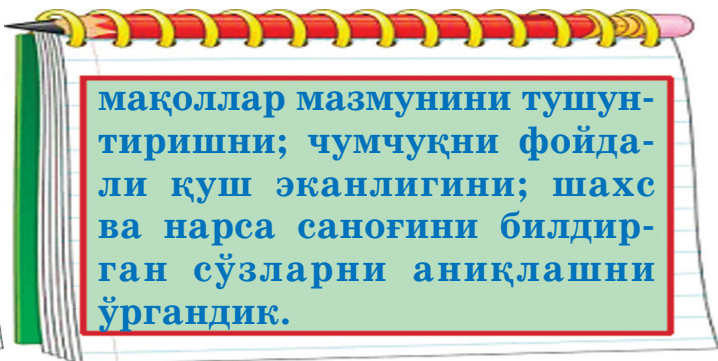 мақоллар мазмунини тушун-
тиришни; чумчуқни фойда-
ли қуш эканлигини; шахс
ва нарса саноғини билдир-
ган сўзларни аниқлашни
ўргандик.